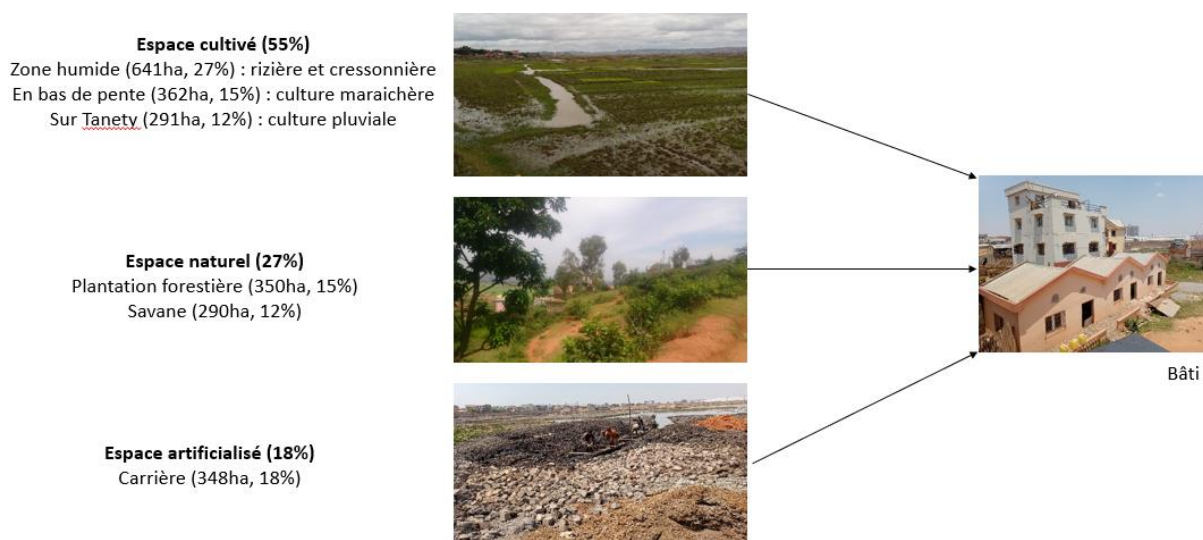 Espace cultivé (55%)
Zone humide (641ha, 27%) : rizière et cressonnière
En bas de pente (362ha, 15%) : culture maraichère
Sur Tanety (291ha, 12%) : culture pluviale
Espace naturel (27%)
Plantation forestière (350ha, 15%)
Savane (290ha, 12%)
Bâti
Espace artificialisé (18%)
Carrière (348ha, 18%)